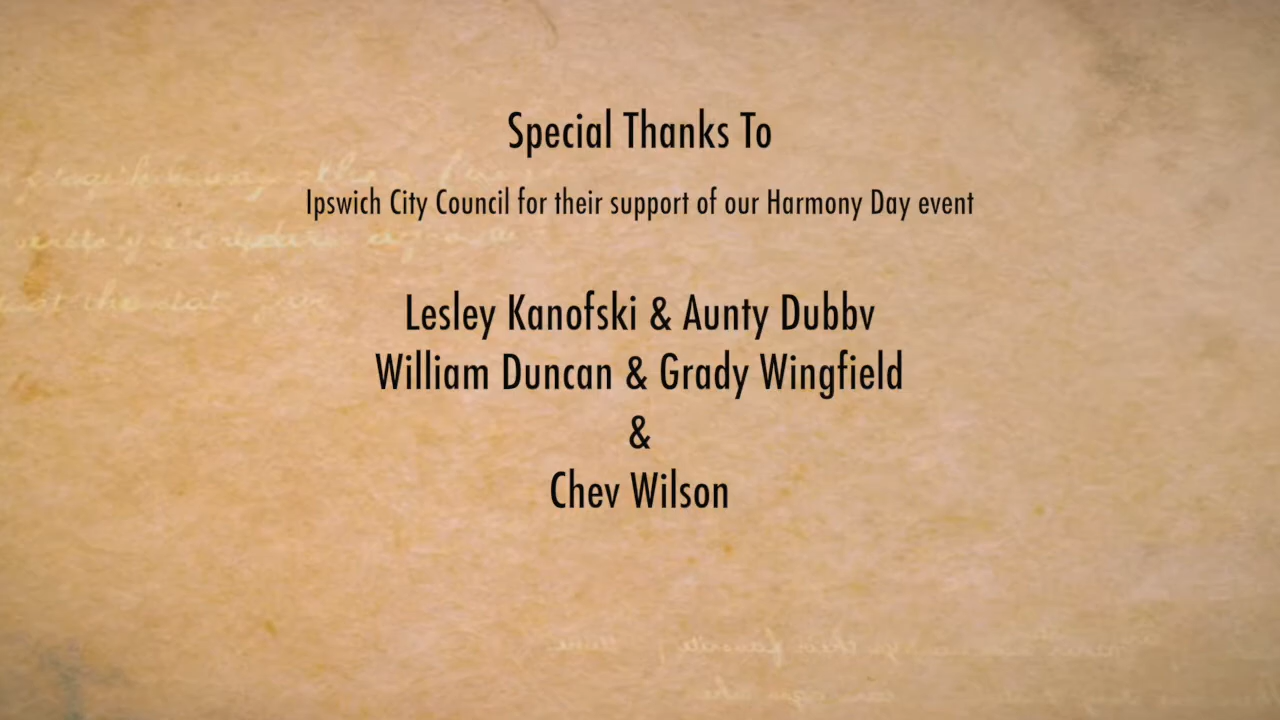 Special Thanks To
Ipswich City Council for their support of our Harmony Day event
Lesley Kanofski & Aunty Dubbv
William Duncan & Grady Wingfield
&
Chev Wilson